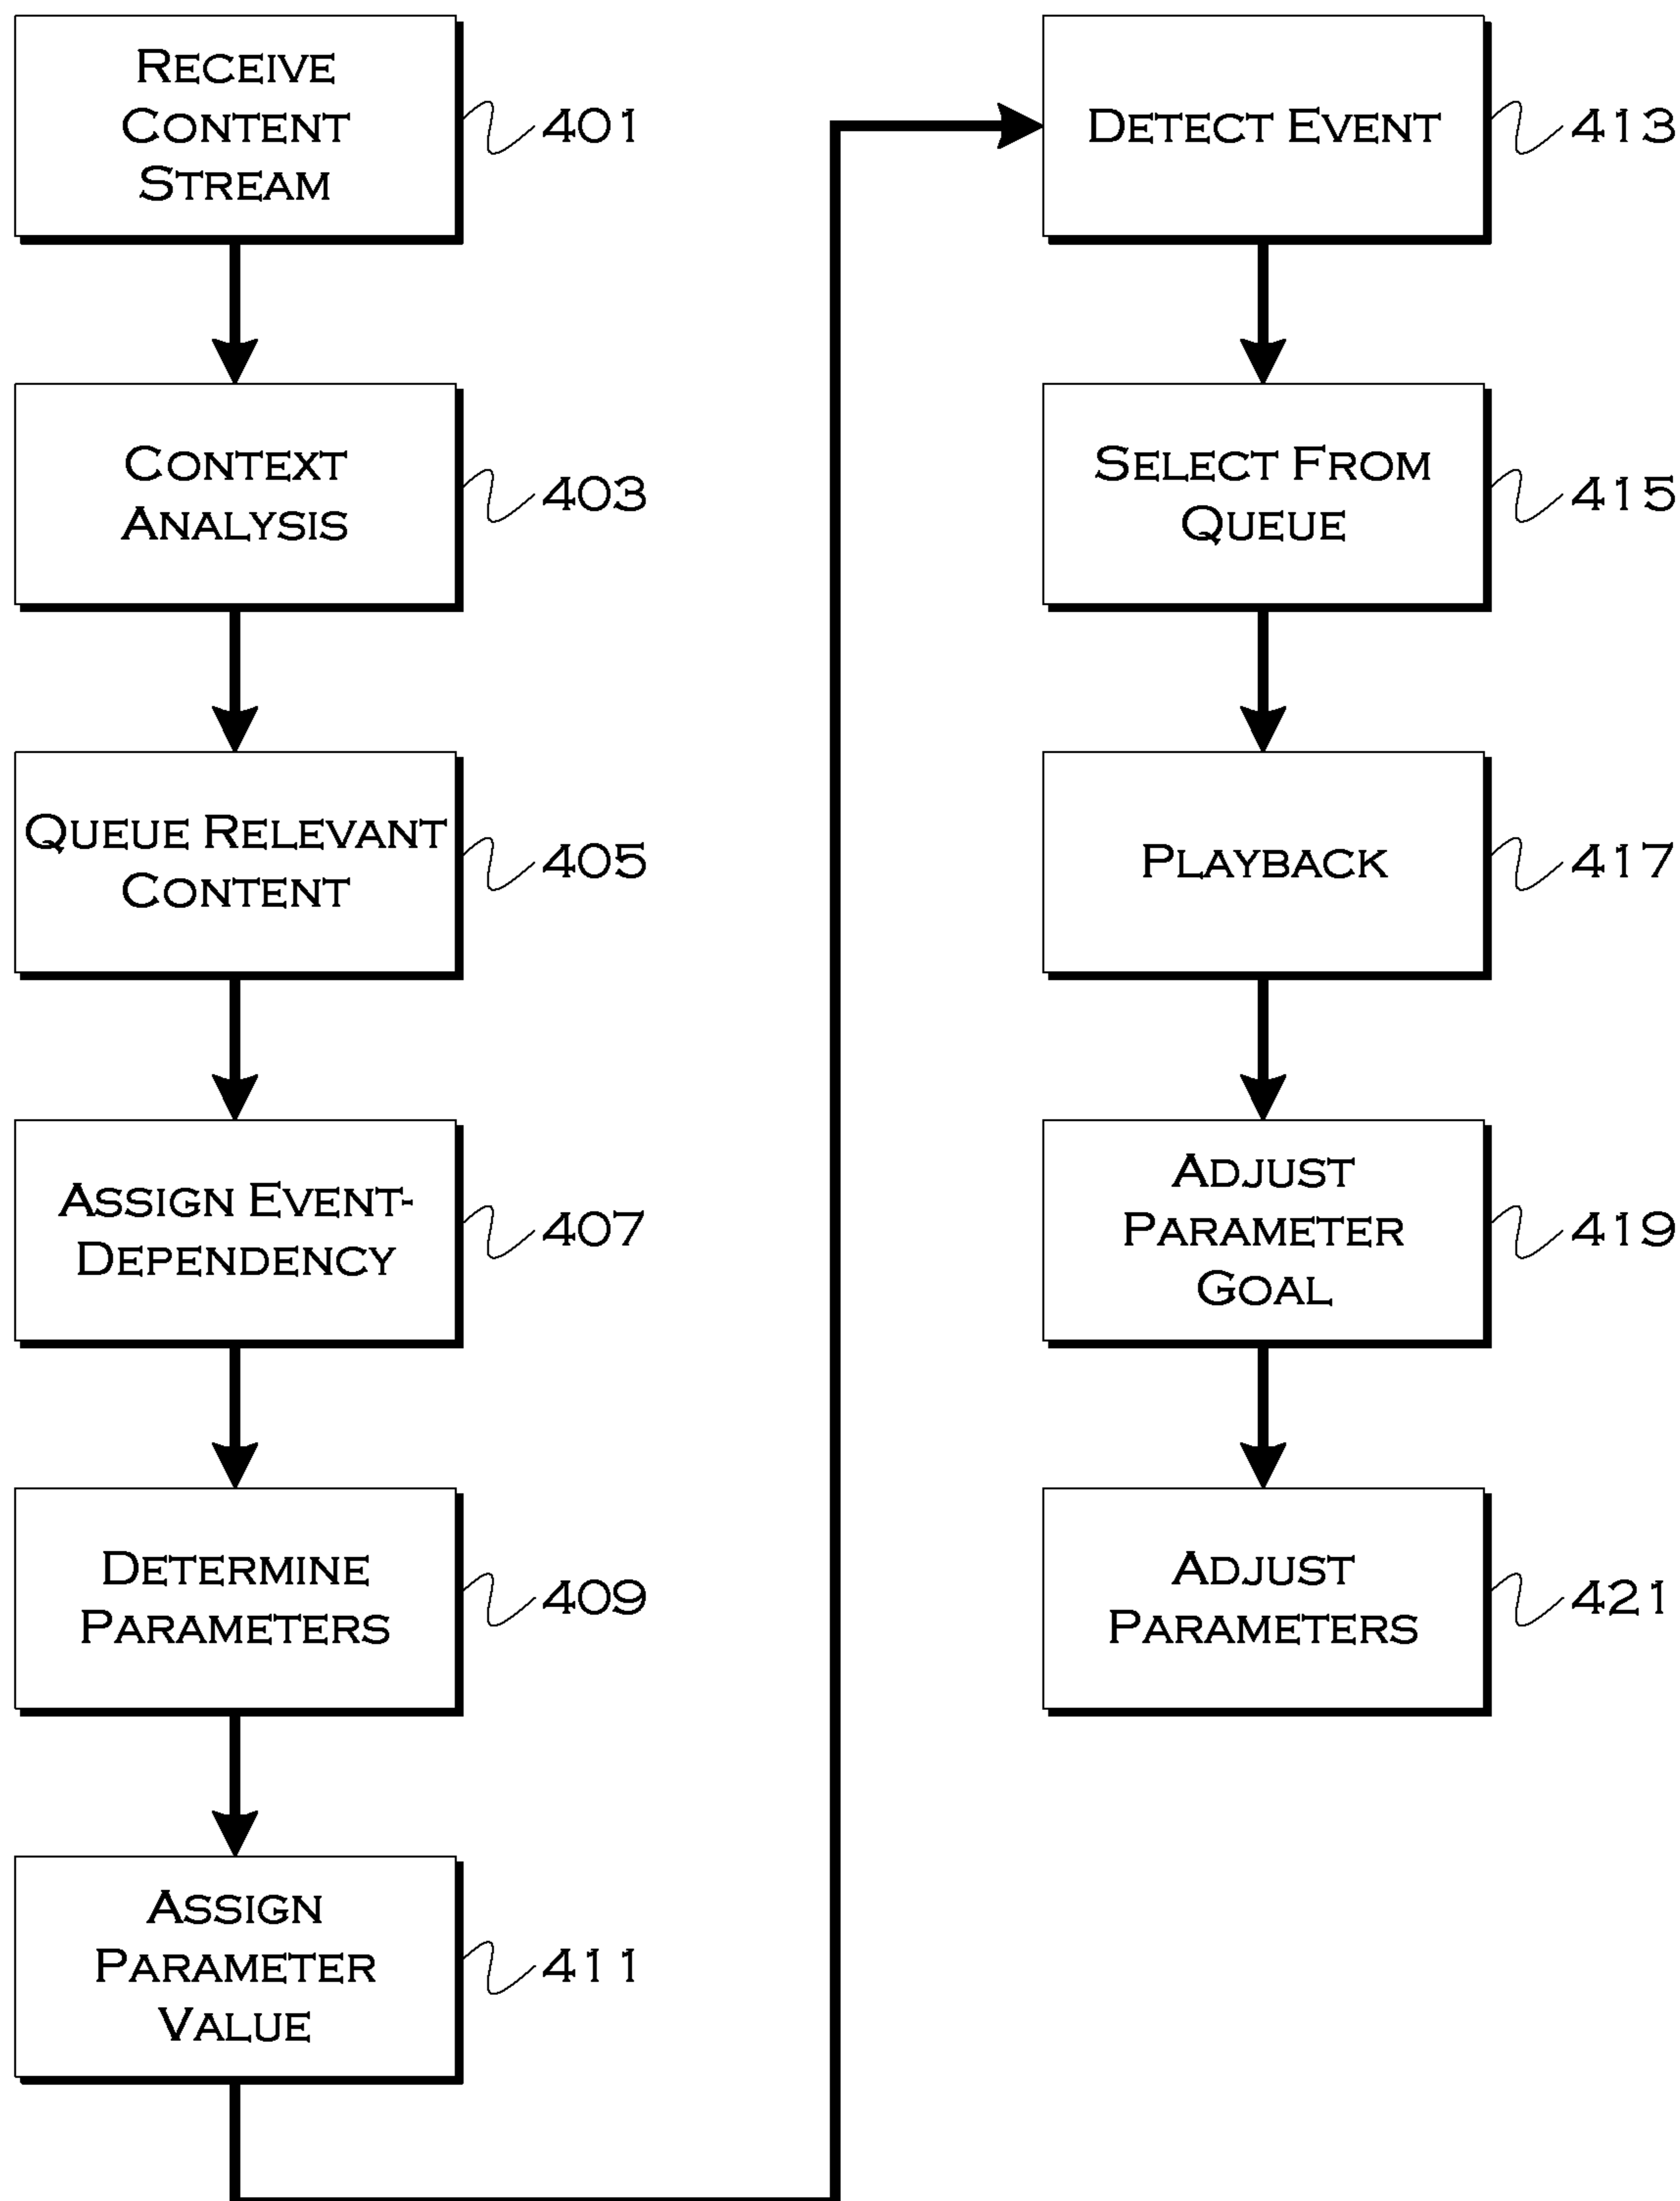 RECEIVE
CONTENT
STREAM
401
CONTEXT
ANALYSIS
403
QUEUE RELEVANT
CONTENT
405
ASSIGN EVENT-
DEPENDENCY
407
DETERMINE
PARAMETERS
409
ASSIGN
PARAMETER
VALUE
411
DETECT EVENT
413
SELECT FROM
QUEUE
415
PLAYBACK
417
ADJUST
PARAMETER
GOAL
419
ADJUST
PARAMETERS
421